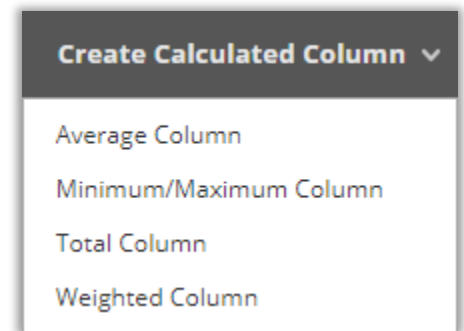 Create Calculated Column
Average Column
Minimum/Maximum Column
Total Column
Weighted Column